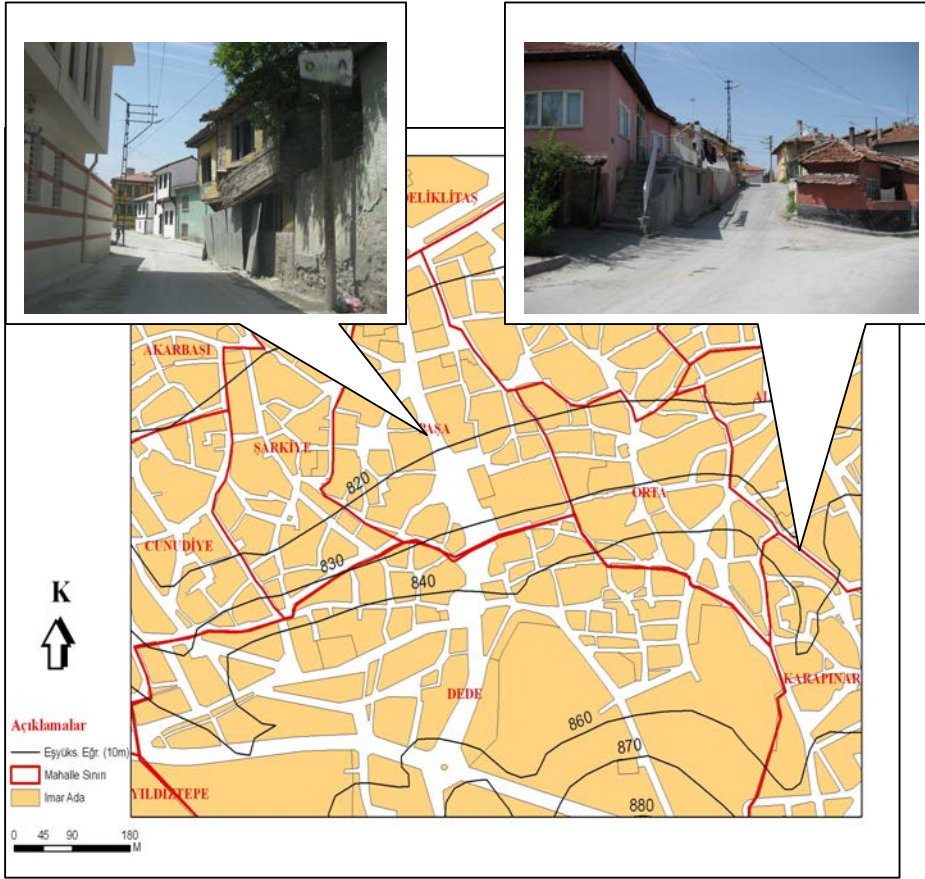 DELİKLİTAŞ
AKARBAŞI
PAŞA
ŞARKİYE
820
ORTA
CUNUDİYE
830
840
K
DEDE
KARAPINAR
860
870
880
YILDIZTEPE
Açıklamalar
Eşyüks. Eğr. (10m)
Mahalle Sınırı
Imar Ada
0 45 90 180
M